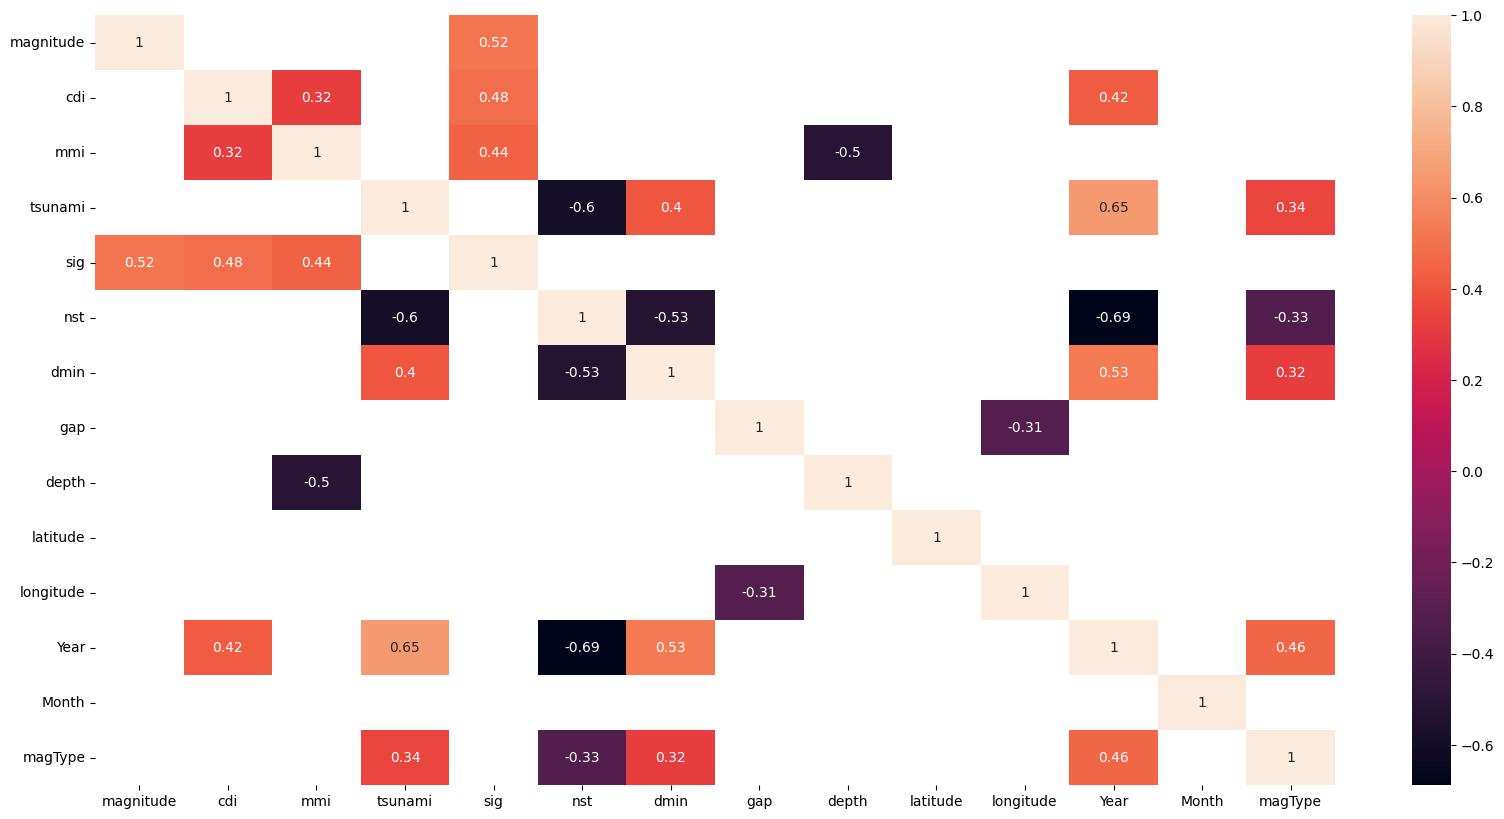 magnitude 1 0.52
cdi 1 0.32 0.48 0.42
mmi 0.32 1 0.44 -0.5
tsunami 1 -0.6 0.4 0.65 0.34
sig 0.52 0.48 0.44 1
nst -0.6 1 -0.53 -0.69 -0.33
dmin 0.4 -0.53 1 0.53 0.32
gap 1 -0.31
depth -0.5 1
latitude 1
longitude -0.31 1
Year 0.42 0.65 -0.69 0.53 1 0.46
Month 1
magType 0.34 -0.33 0.32 0.46 1
magnitude cdi mmi tsunami sig nst dmin gap depth latitude longitude Year Month magType
1.0
0.8
0.6
0.4
0.2
0.0
−0.2
−0.4
−0.6